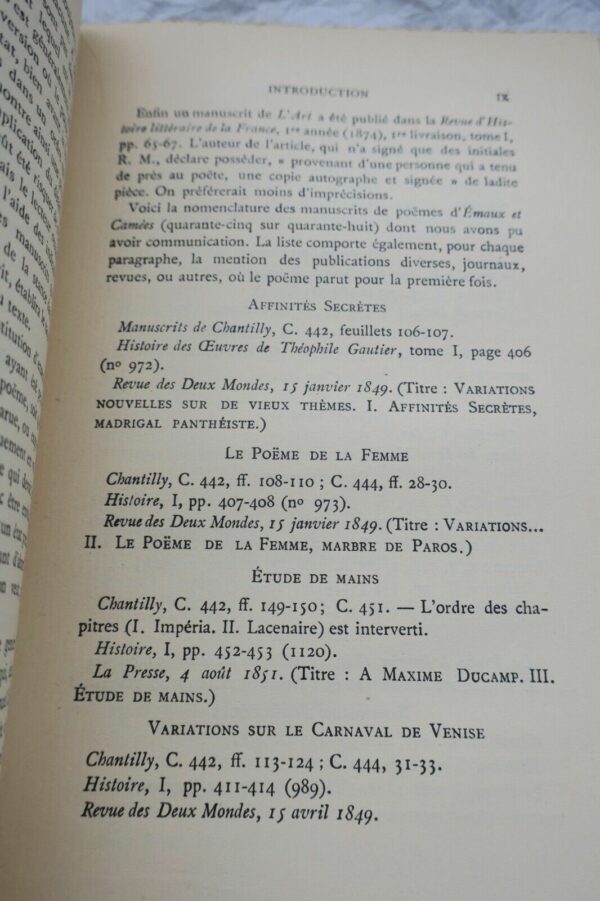 INTRODUCTION IX
Enfin un manuscrit de L'Art a été publié dans la Revue d'His-
toire littéraire de la France, 1re année (1874), 1re livraison, tome I,
pp. 65-67. L'auteur de l'article, qui n'a signé que des initiales
R. M., déclare posséder, « provenant d'une personne qui a tenu
de près au poète, une copie autographe et signée » de ladite
pièce. On préférerait moins d'imprécisions.
Voici la nomenclature des manuscrits de poèmes d'Émaux et
Camées (quarante-cinq sur quarante-huit) dont nous avons pu
avoir communication. La liste comporte également, pour chaque
paragraphe, la mention des publications diverses, journaux,
revues, ou autres, où le poëme parut pour la première fois.
AFFINITÉS SECRÈTES
Manuscrits de Chantilly, C. 442, feuillets 106-107.
Histoire des Œuvres de Théophile Gautier, tome I, page 406
(no 972).
Revue des Deux Mondes, 15 janvier 1849. (Titre : VARIATIONS
NOUVELLES SUR DE VIEUX THÈMES. I. AFFINITÉS SECRÈTES,
MADRIGAL PANTHÉISTE.)
LE POËME DE LA FEMME
Chantilly, C. 442, ff. 108-110 ; C. 444, ff. 28-30.
Histoire, I, pp. 407-408 (no 973).
Revue des Deux Mondes, 15 janvier 1849. (Titre : VARIATIONS...
II. LE POËME DE LA FEMME, MARBRE DE PAROS.)
ÉTUDE DE MAINS
Chantilly, C. 442, ff. 149-150 ; C. 451. — L'ordre des cha-
pitres (I. Impéria. II. Lacenaire) est interverti.
Histoire, I, pp. 452-453 (1120).
La Presse, 4 août 1851. (Titre : A MAXIME DUCAMP. III.
ÉTUDE DE MAINS.)
VARIATIONS SUR LE CARNAVAL DE VENISE
Chantilly, C. 442, ff. 113-124 ; C. 444, 31-33.
Histoire, I, pp. 411-414 (989).
Revue des Deux Mondes, 15 avril 1849.